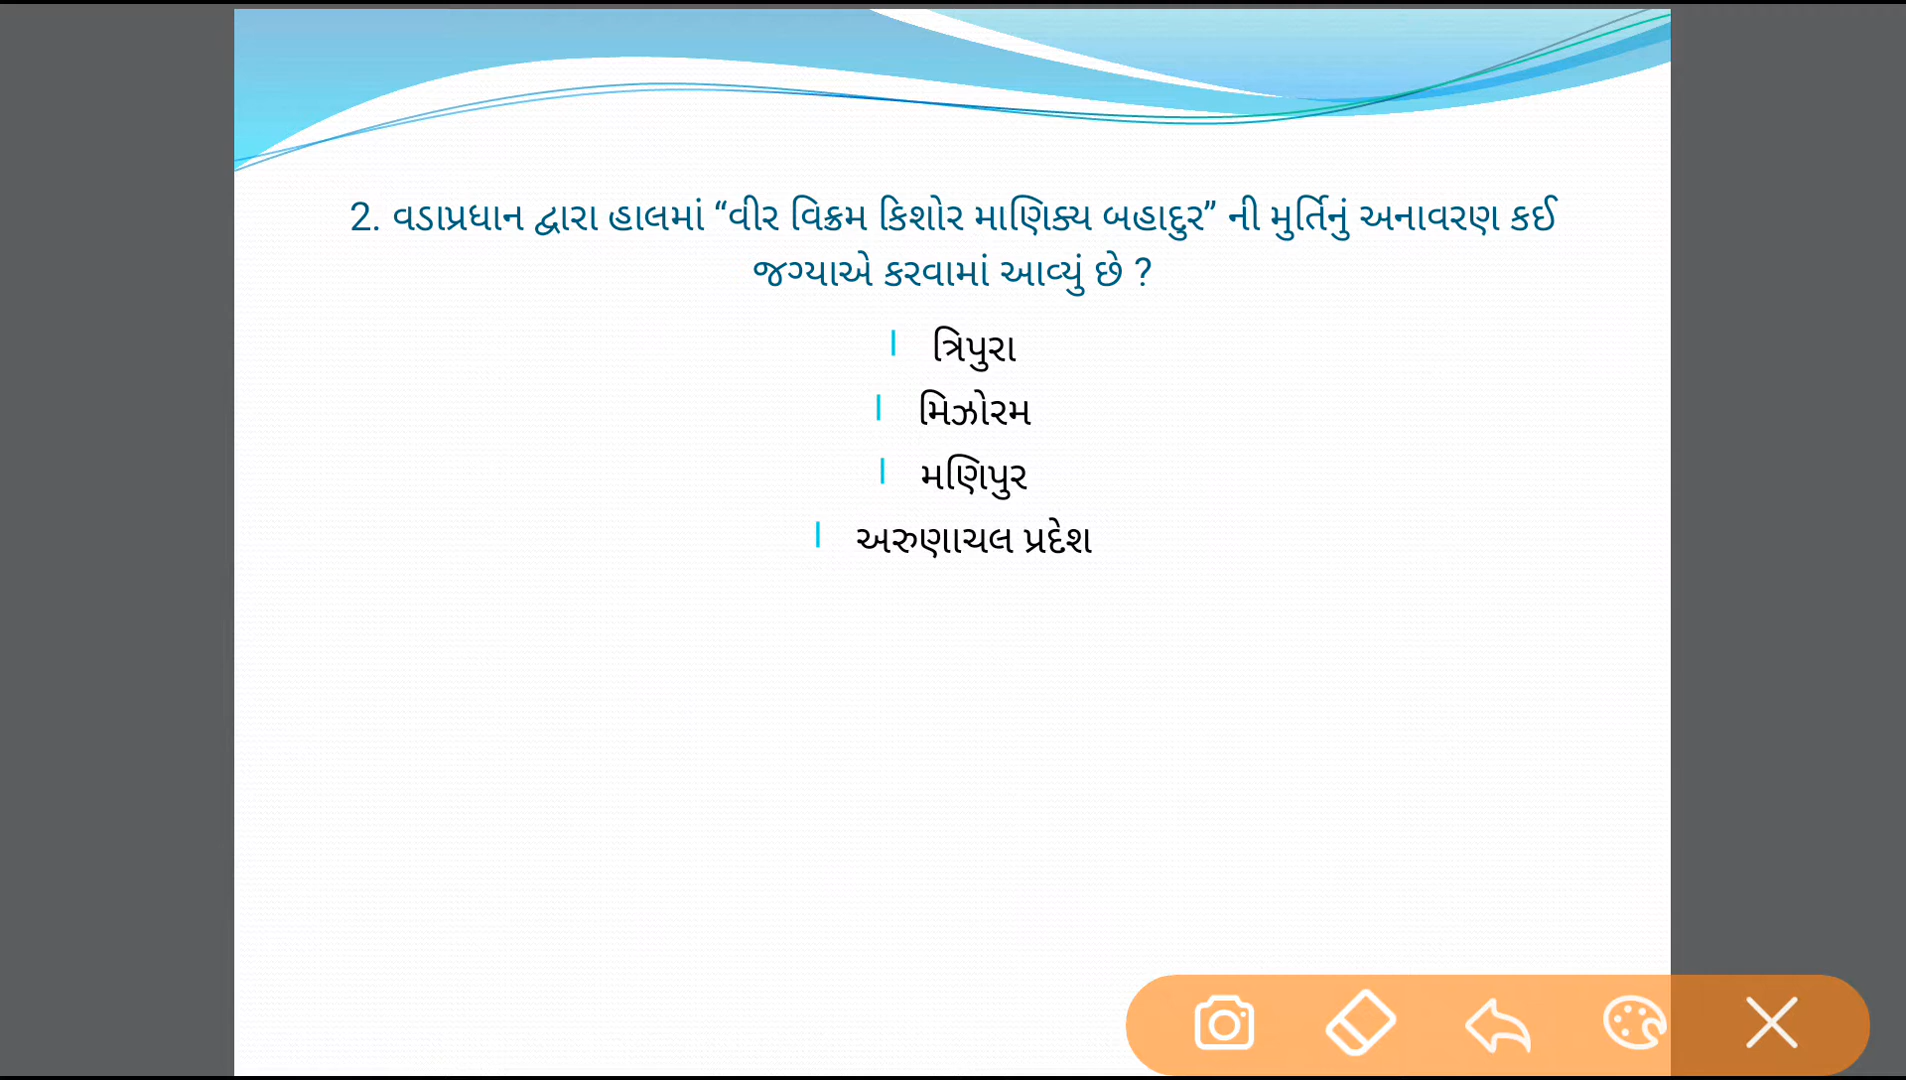 2. વડાપ્રધાન દ્વારા હાલમાં “વીર વિક્રમ કિશોર માણિક્ય બહાદુર” ની મુર્તિનું અનાવરણ કઈ
જગ્યાએ કરવામાં આવ્યું છે ?
ત્રિપુરા
મિઝોરમ
મણિપુર
અરુણાચલ પ્રદેશ